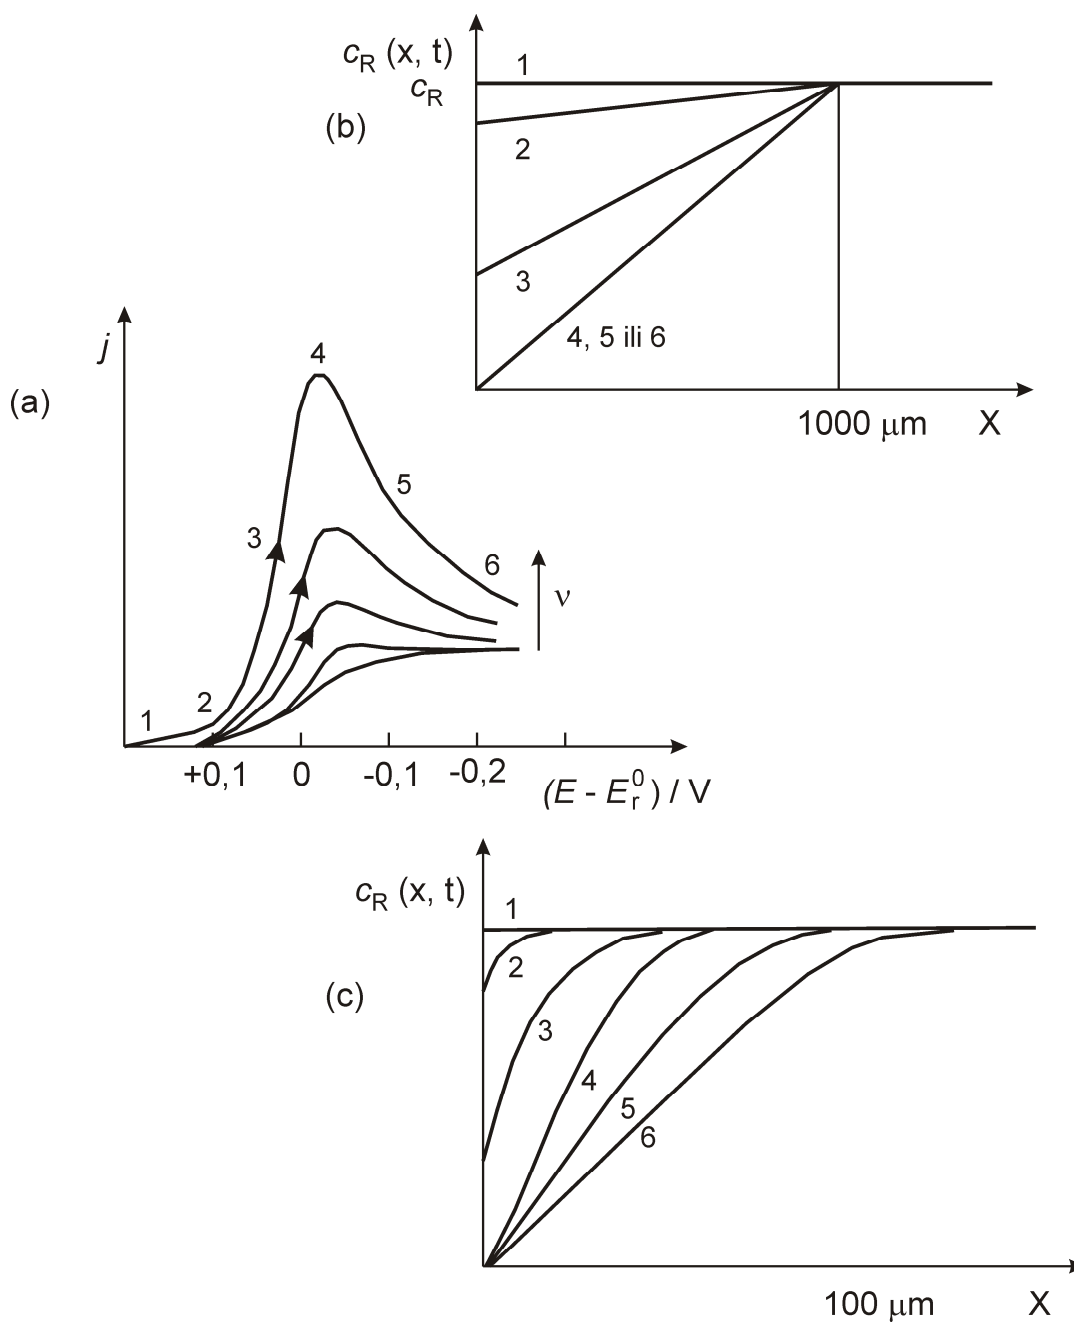 c_R (x, t)
1
c_R
(b)
2
3
4, 5 ili 6
1000 μm X
j
4
(a)
5
3
6
ν
2
1
+0,1 0 -0,1 -0,2
(E - E_r^0) / V
c_R (x, t)
1
2
(c)
3
4
5
6
100 μm X